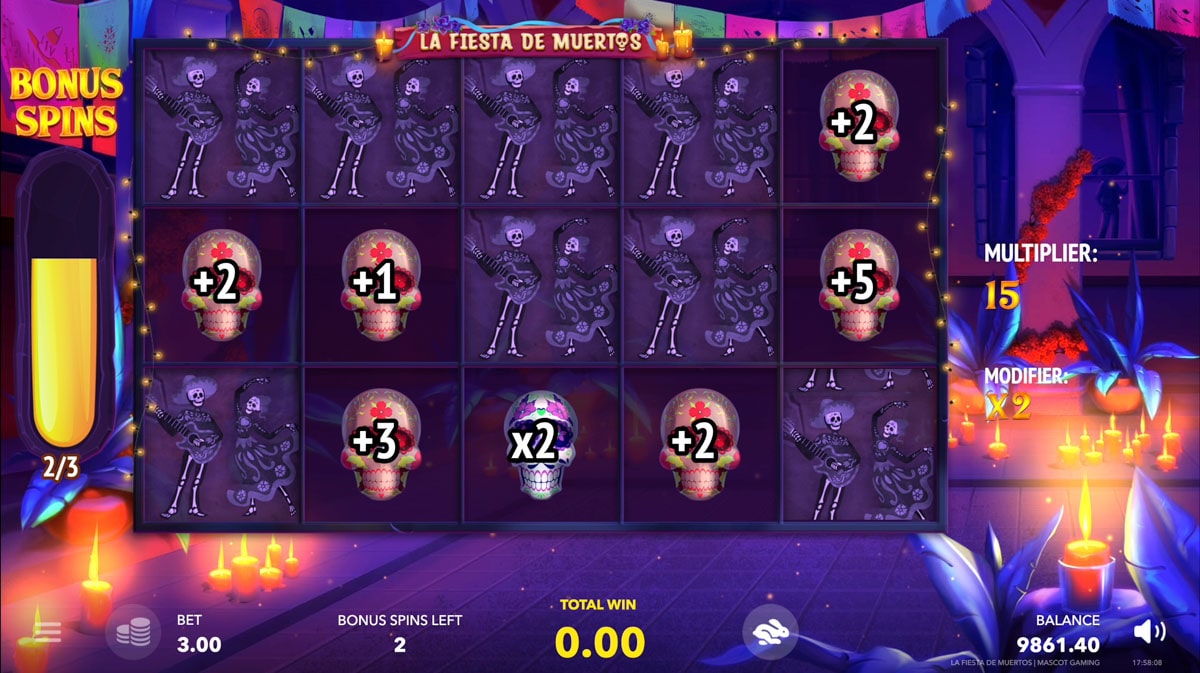 LA FIESTA DE MUERTOS
BONUS
SPINS
+2
+2
+1
+5
MULTIPLIER:
15
+3
x2
+2
MODIFIER:
X2
2/3
BET
3.00
BONUS SPINS LEFT
2
TOTAL WIN
0.00
BALANCE
9861.40
LA FIESTA DE MUERTOS | MASCOT GAMING
17:58:08